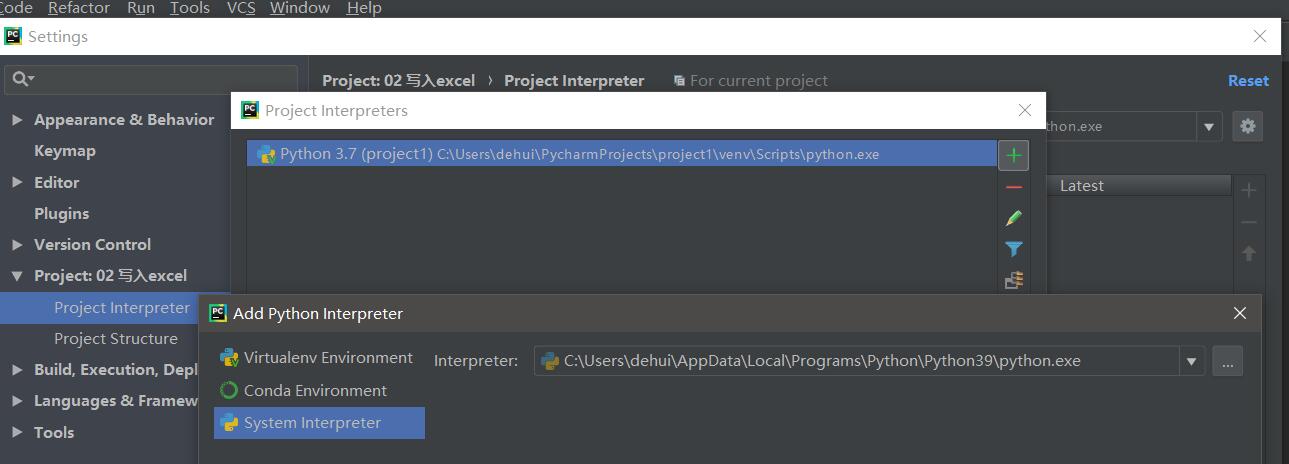 Code Refactor Run Tools VCS Window Help
Settings
Project: 02 写入excel › Project Interpreter For current project Reset
Project Interpreters
Appearance & Behavior
thon.exe
Keymap
Python 3.7 (project1) C:\Users\dehui\PycharmProjects\project1\venv\Scripts\python.exe
Editor
Latest
Plugins
Version Control
Project: 02 写入excel
Project Interpreter
Add Python Interpreter
Project Structure
Virtualenv Environment
Interpreter: C:\Users\dehui\AppData\Local\Programs\Python\Python39\python.exe ...
Build, Execution, Depl
Conda Environment
Languages & Framew
System Interpreter
Tools